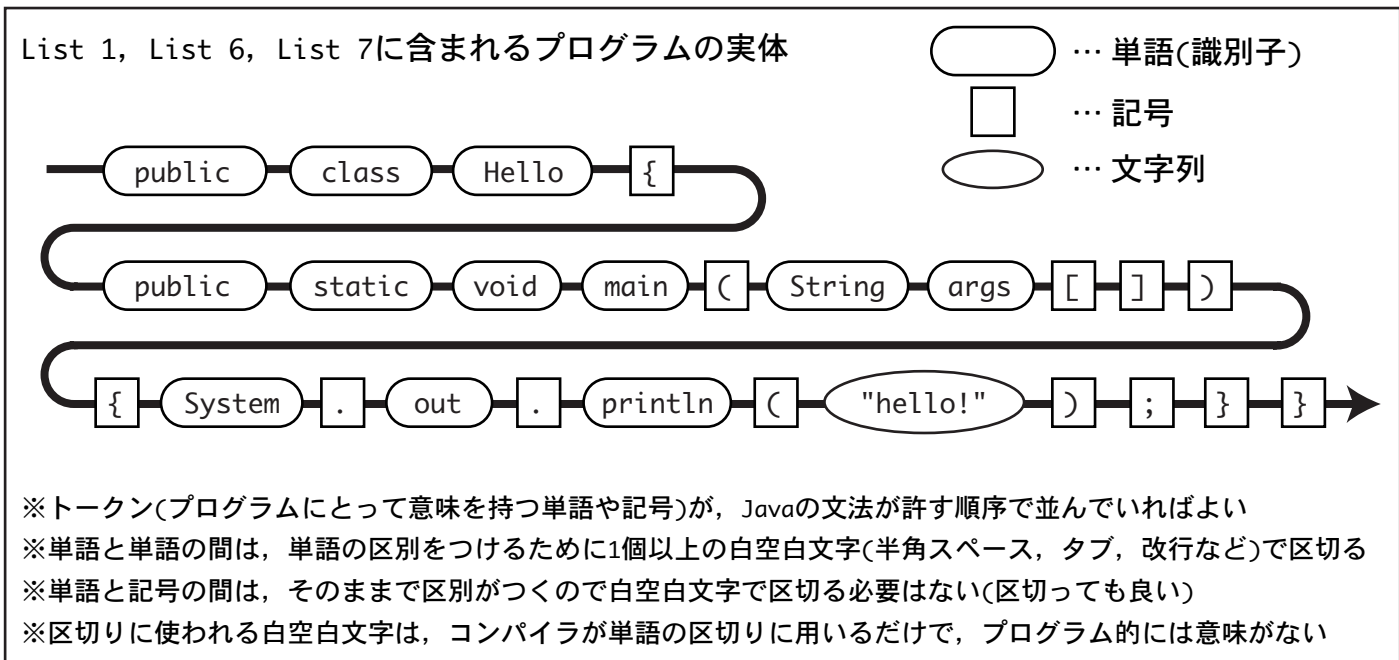 List 1, List 6, List 7に含まれるプログラムの実体
… 単語(識別子)
… 記号
… 文字列
public class Hello {
public static void main ( String args [ ] )
{ System . out . println ( "hello!" ) ; } }
※トークン(プログラムにとって意味を持つ単語や記号)が，Javaの文法が許す順序で並んでいればよい
※単語と単語の間は，単語の区別をつけるために1個以上の白空白文字(半角スペース，タブ，改行など)で区切る
※単語と記号の間は，そのままで区別がつくので白空白文字で区切る必要はない(区切っても良い)
※区切りに使われる白空白文字は，コンパイラが単語の区切りに用いるだけで，プログラム的には意味がない